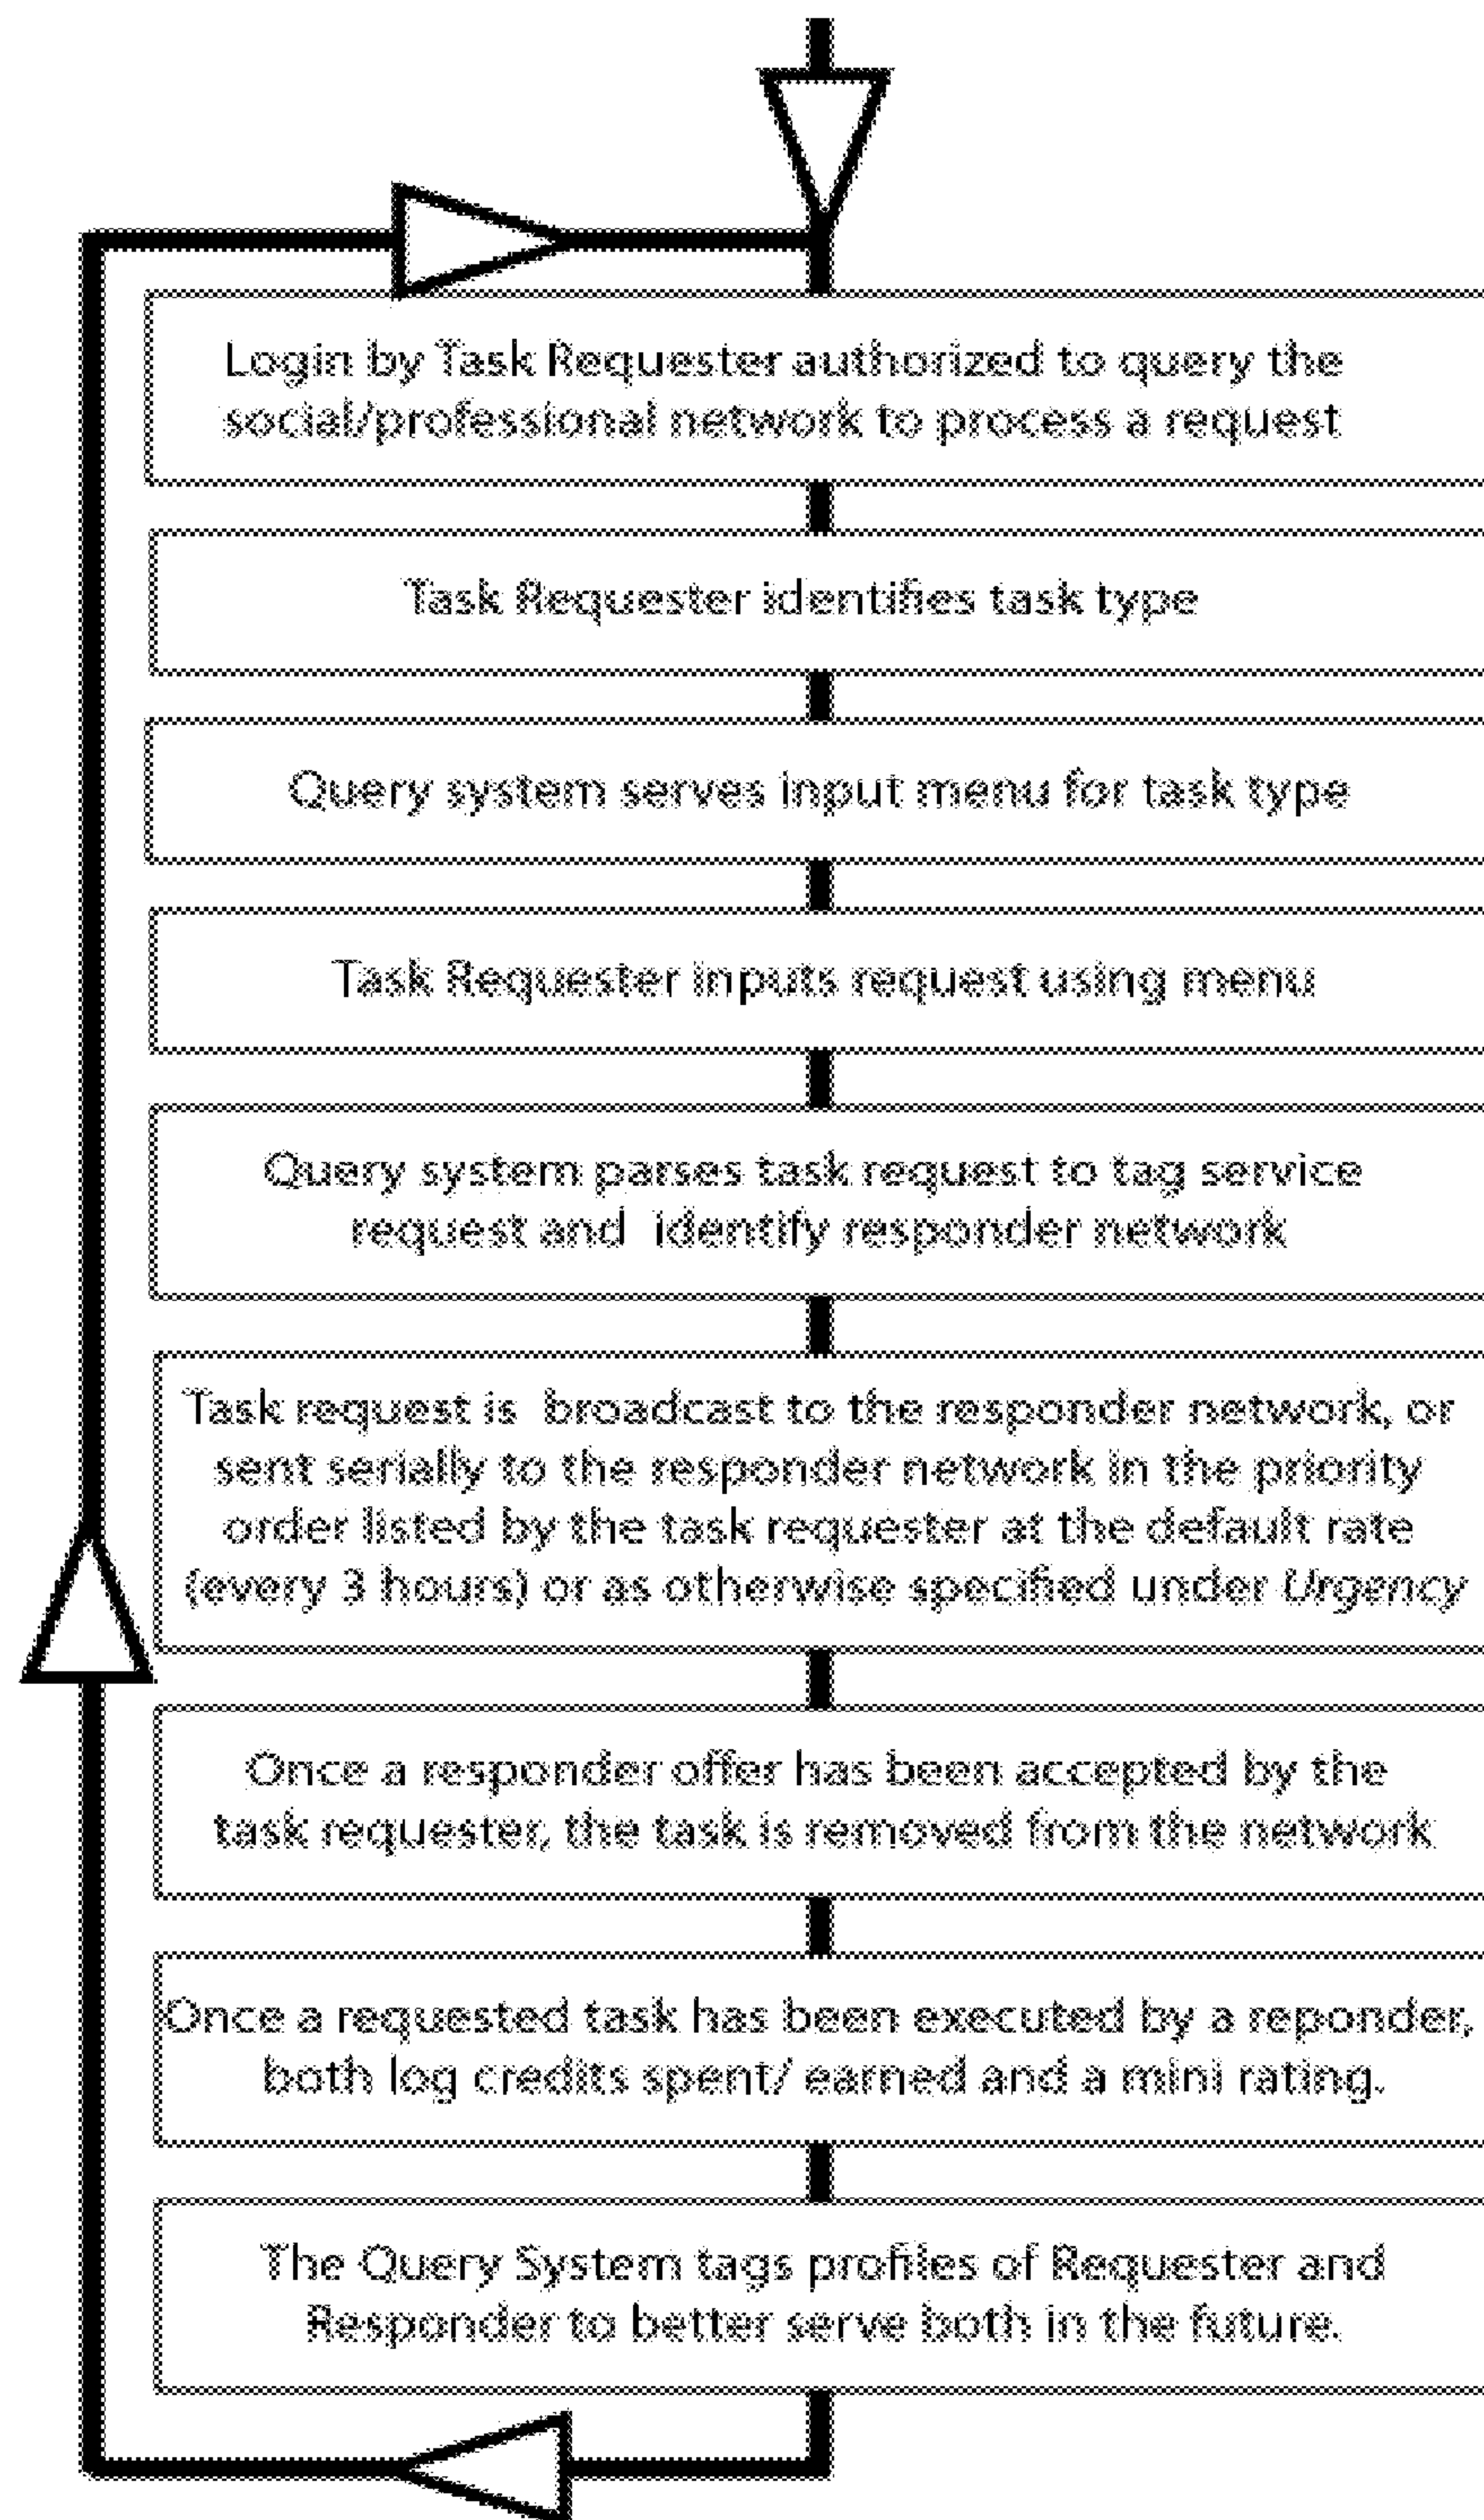 Login by Task Requester authorized to query the
social/professional network to process a request
Task Requester identifies task type
Query system serves input menu for task type
Task Requester inputs request using menu
Query system parses task request to tag service
request and identify responder network
Task request is broadcast to the responder network, or
sent serially to the responder network in the priority
order listed by the task requester at the default rate
(every 3 hours) or as otherwise specified under Urgency
Once a responder offer has been accepted by the
task requester, the task is removed from the network
Once a requested task has been executed by a reponder,
both log credits spent/ earned and a mini rating.
The Query System tags profiles of Requester and
Responder to better serve both in the future.